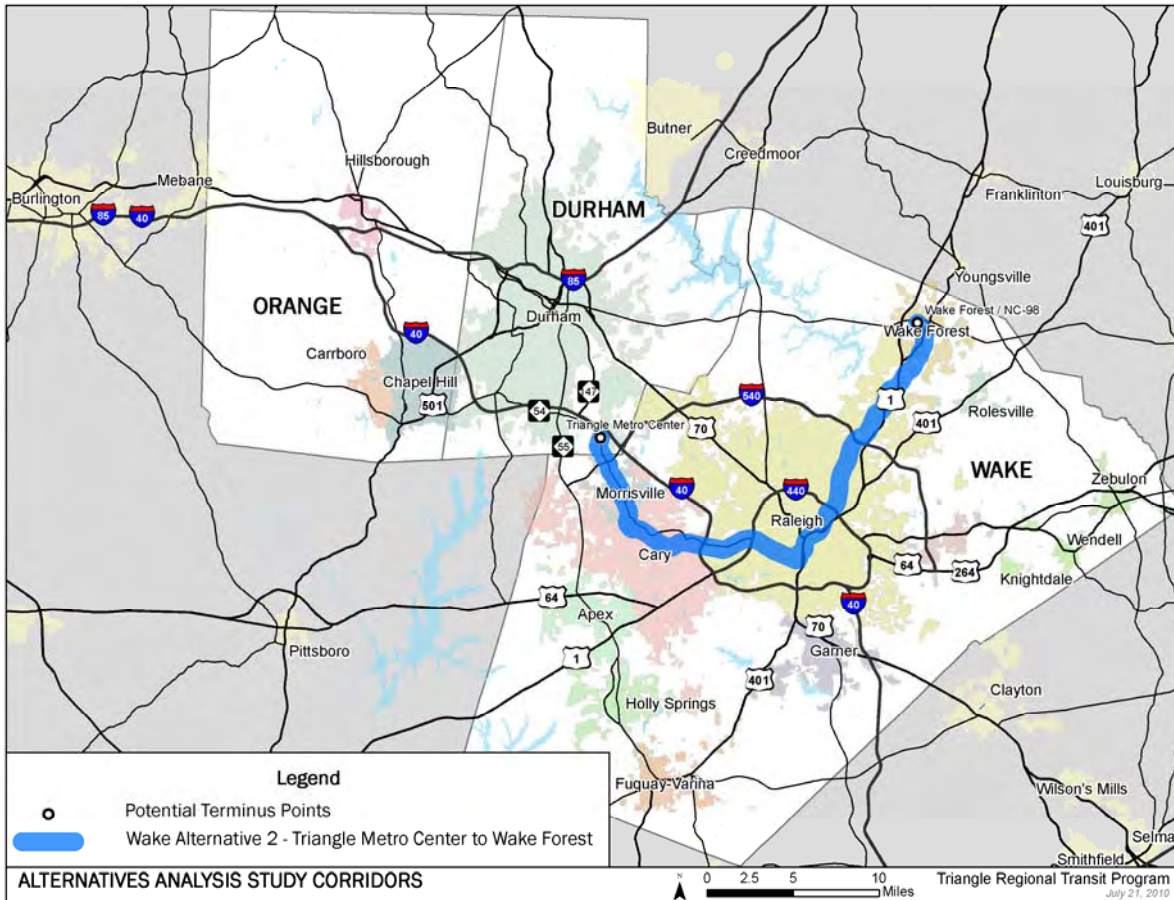 Butner
Creedmoor
Hillsborough
Mebane
Burlington
Louisburg
Franklinton
85
40
DURHAM
401
Youngsville
85
ORANGE
Wake Forest / NC-98
Durham
Wake Forest
40
Carrboro
Chapel Hill
147
540
1
501
54
Rolesville
401
Triangle Metro Center
70
55
WAKE
Zebulon
Morrisville
40
440
Raleigh
Wendell
Cary
64
264
Knightdale
64
40
Apex
70
Pittsboro
1
Garner
401
Clayton
Holly Springs
Fuquay-Varina
Wilson's Mills
Selma
Smithfield
Legend
Potential Terminus Points
Wake Alternative 2 - Triangle Metro Center to Wake Forest
ALTERNATIVES ANALYSIS STUDY CORRIDORS
N
0 2.5 5 10
Miles
Triangle Regional Transit Program
July 21, 2010